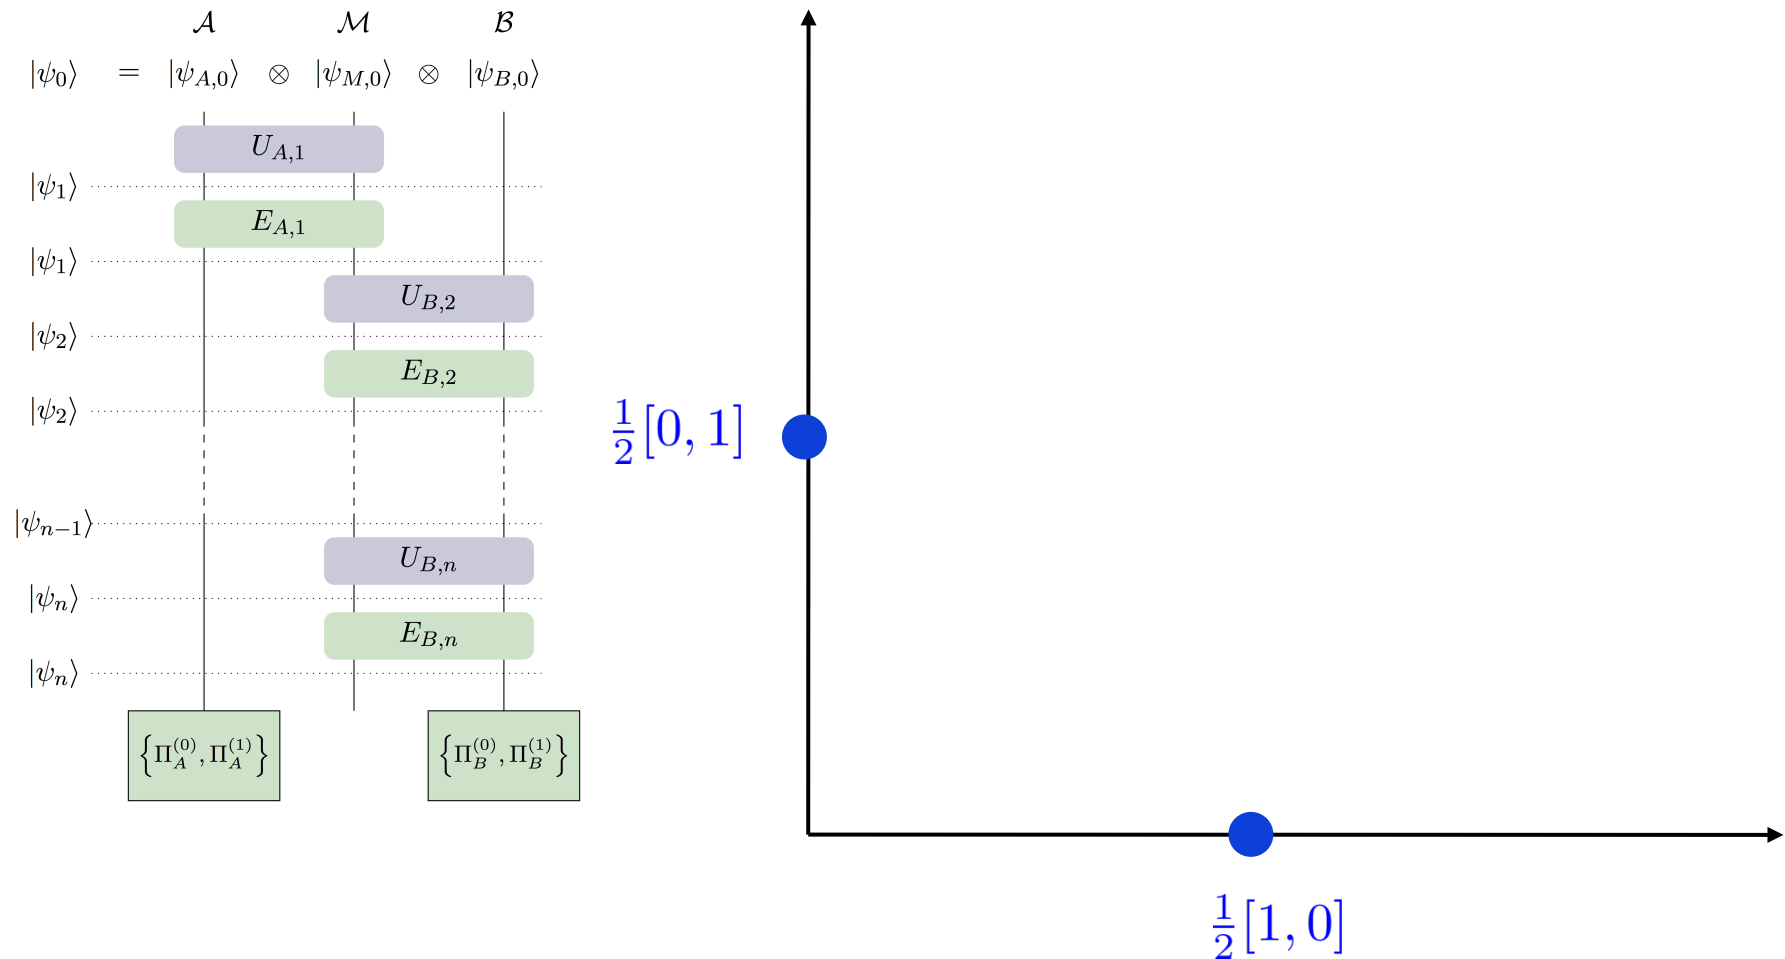 𝒜 ℳ ℬ
|ψ₀⟩ = |ψ_{A,0}⟩ ⊗ |ψ_{M,0}⟩ ⊗ |ψ_{B,0}⟩
U_{A,1}
|ψ₁⟩
E_{A,1}
|ψ₁⟩
U_{B,2}
|ψ₂⟩
E_{B,2}
|ψ₂⟩
|ψ_{n−1}⟩
U_{B,n}
|ψ_n⟩
E_{B,n}
|ψ_n⟩
{Π_A^{(0)}, Π_A^{(1)}} {Π_B^{(0)}, Π_B^{(1)}}
½[0, 1]
½[1, 0]